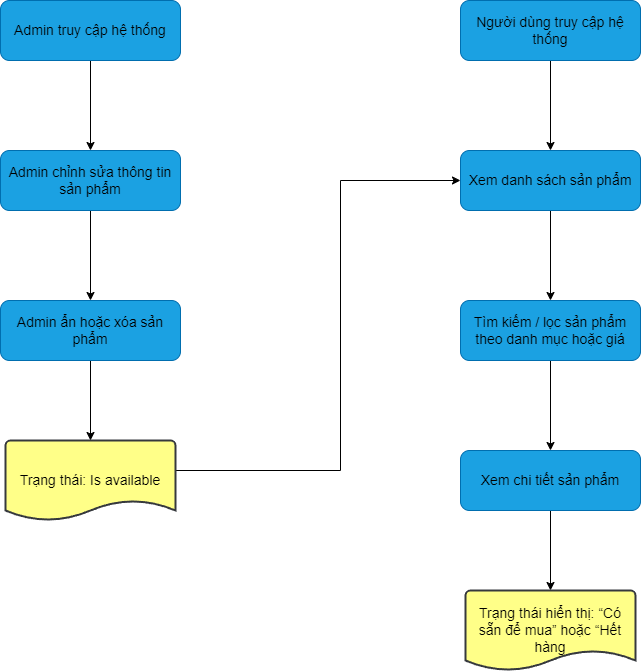 Admin truy cập hệ thống
Người dùng truy cập hệ
thống
Admin chỉnh sửa thông tin
sản phẩm
Xem danh sách sản phẩm
Admin ẩn hoặc xóa sản
phẩm
Tìm kiếm / lọc sản phẩm
theo danh mục hoặc giá
Trạng thái: Is available
Xem chi tiết sản phẩm
Trạng thái hiển thị: “Có
sẵn để mua” hoặc “Hết
hàng